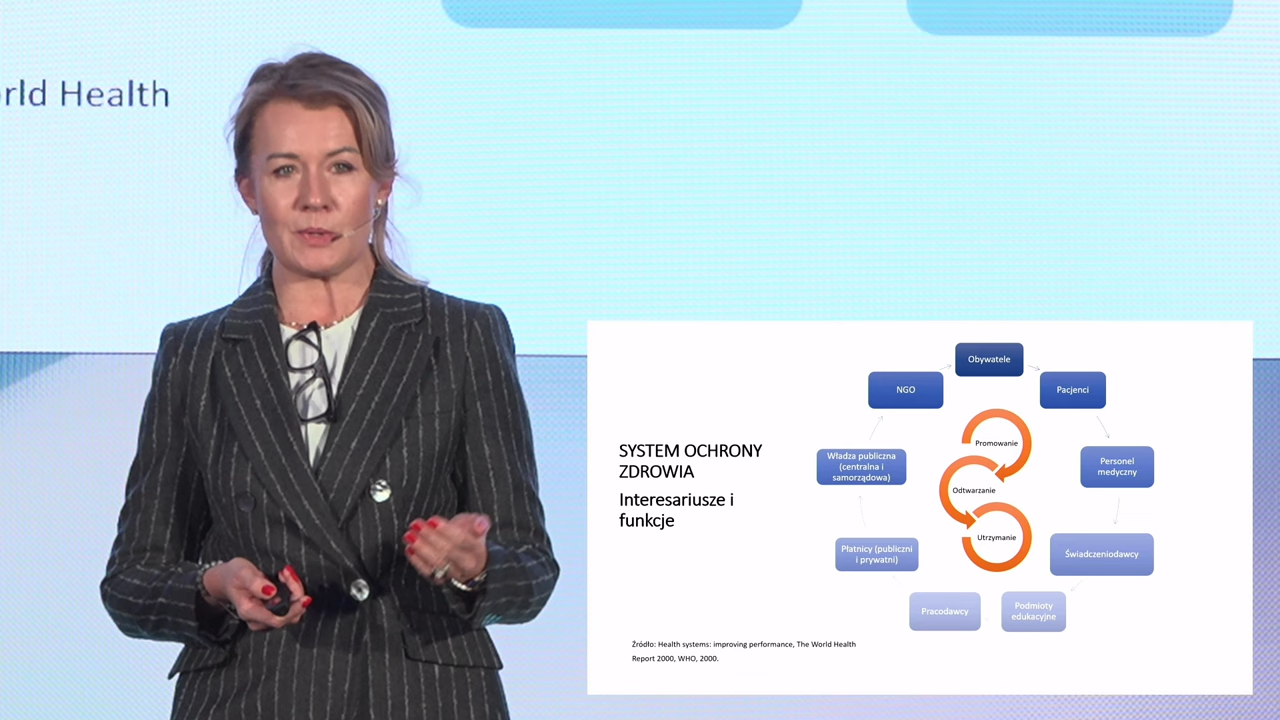 rld Health
SYSTEM OCHRONY
ZDROWIA
Interesariusze i
funkcje
Obywatele
Pacjenci
Personel
medyczny
Świadczeniodawcy
Podmioty
edukacyjne
Pracodawcy
Płatnicy (publiczni
i prywatni)
Władza publiczna
(centralna i
samorządowa)
NGO
Promowanie
Odtwarzanie
Utrzymanie
Źródło: Health systems: improving performance, The World Health
Report 2000, WHO, 2000.